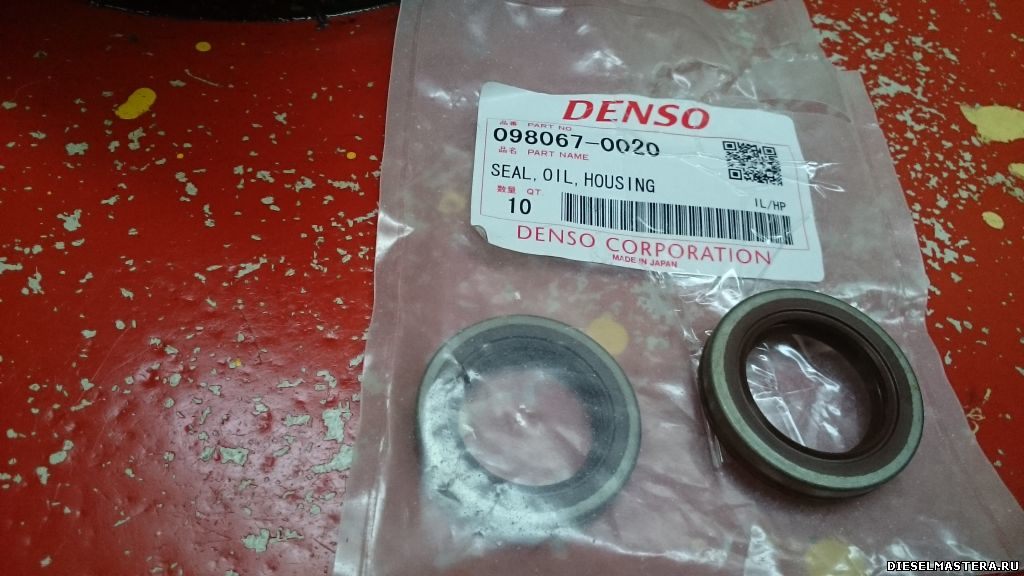 DENSO
品番 PART NO
098067-0020
品名 PART NAME
SEAL, OIL, HOUSING
数量 QT
10
1L/HP
DENSO CORPORATION
MADE IN JAPAN
DIESELMASTERA.RU